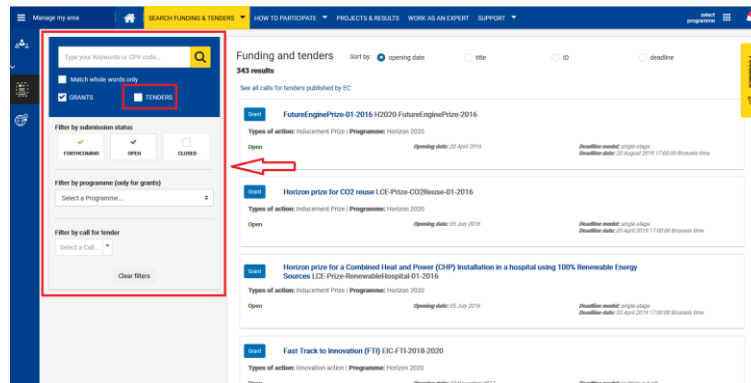 Manage my area
SEARCH FUNDING & TENDERS
HOW TO PARTICIPATE
PROJECTS & RESULTS
WORK AS AN EXPERT
SUPPORT
select programme
Type your Keywords or CPV code...
Match whole words only
GRANTS
TENDERS
Filter by submission status
FORTHCOMING
OPEN
CLOSED
Filter by programme (only for grants)
Select a Programme...
Filter by call for tender
Select a Call...
Clear filters
Funding and tenders
Sort by: opening date title ID deadline
343 results
See all calls for tenders published by EC
Grant FutureEnginePrize-01-2016 H2020-FutureEnginePrize-2016
Types of action: Inducement Prize | Programme: Horizon 2020
Open Opening date: 20 April 2016 Deadline model: single-stage
Deadline date: 20 August 2019 17:00:00 Brussels time
Grant Horizon prize for CO2 reuse LCE-Prize-CO2Reuse-01-2016
Types of action: Inducement Prize | Programme: Horizon 2020
Open Opening date: 05 July 2016 Deadline model: single-stage
Deadline date: 03 April 2019 17:00:00 Brussels time
Grant Horizon prize for a Combined Heat and Power (CHP) Installation in a hospital using 100% Renewable Energy
Sources LCE-Prize-RenewableHospital-01-2016
Types of action: Inducement Prize | Programme: Horizon 2020
Open Opening date: 05 July 2016 Deadline model: single-stage
Deadline date: 03 April 2019 17:00:00 Brussels time
Grant Fast Track to Innovation (FTI) EIC-FTI-2018-2020
Types of action: Innovation action | Programme: Horizon 2020